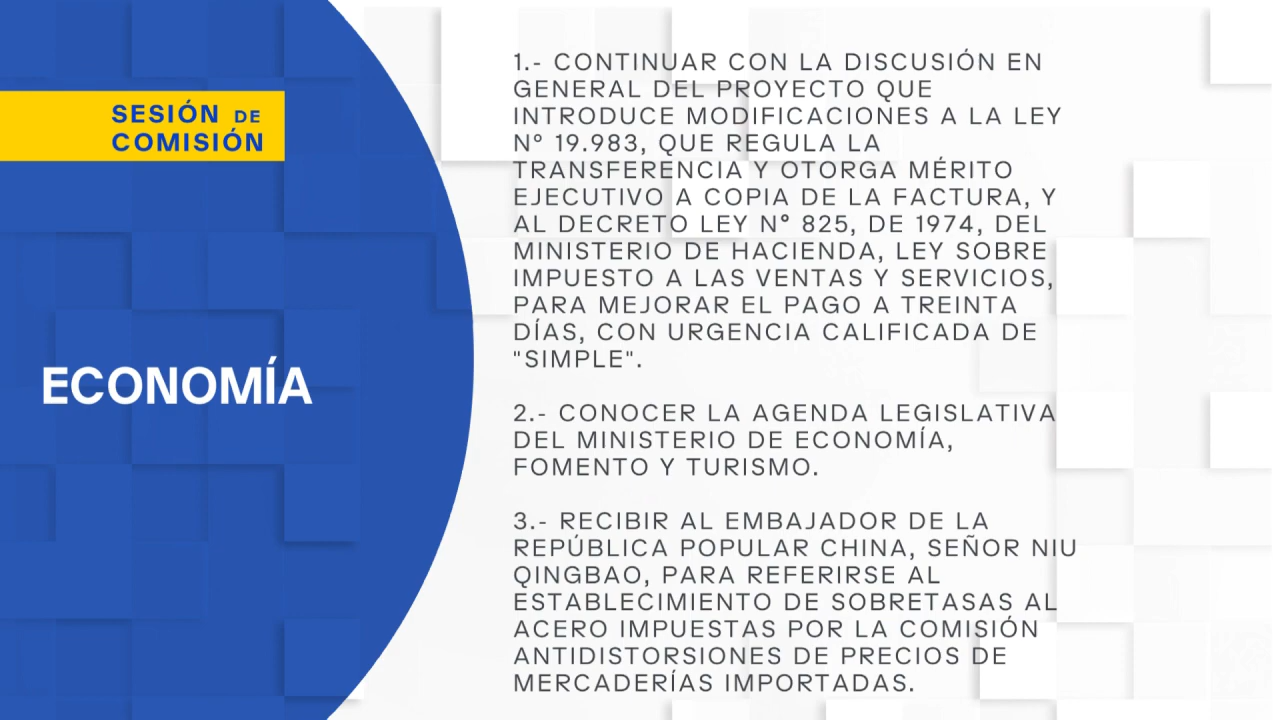 SESIÓN DE
COMISIÓN
ECONOMÍA
1.- CONTINUAR CON LA DISCUSIÓN EN
GENERAL DEL PROYECTO QUE
INTRODUCE MODIFICACIONES A LA LEY
N° 19.983, QUE REGULA LA
TRANSFERENCIA Y OTORGA MÉRITO
EJECUTIVO A COPIA DE LA FACTURA, Y
AL DECRETO LEY N° 825, DE 1974, DEL
MINISTERIO DE HACIENDA, LEY SOBRE
IMPUESTO A LAS VENTAS Y SERVICIOS,
PARA MEJORAR EL PAGO A TREINTA
DÍAS, CON URGENCIA CALIFICADA DE
"SIMPLE".
2.- CONOCER LA AGENDA LEGISLATIVA
DEL MINISTERIO DE ECONOMÍA,
FOMENTO Y TURISMO.
3.- RECIBIR AL EMBAJADOR DE LA
REPÚBLICA POPULAR CHINA, SEÑOR NIU
QINGBAO, PARA REFERIRSE AL
ESTABLECIMIENTO DE SOBRETASAS AL
ACERO IMPUESTAS POR LA COMISIÓN
ANTIDISTORSIONES DE PRECIOS DE
MERCADERÍAS IMPORTADAS.